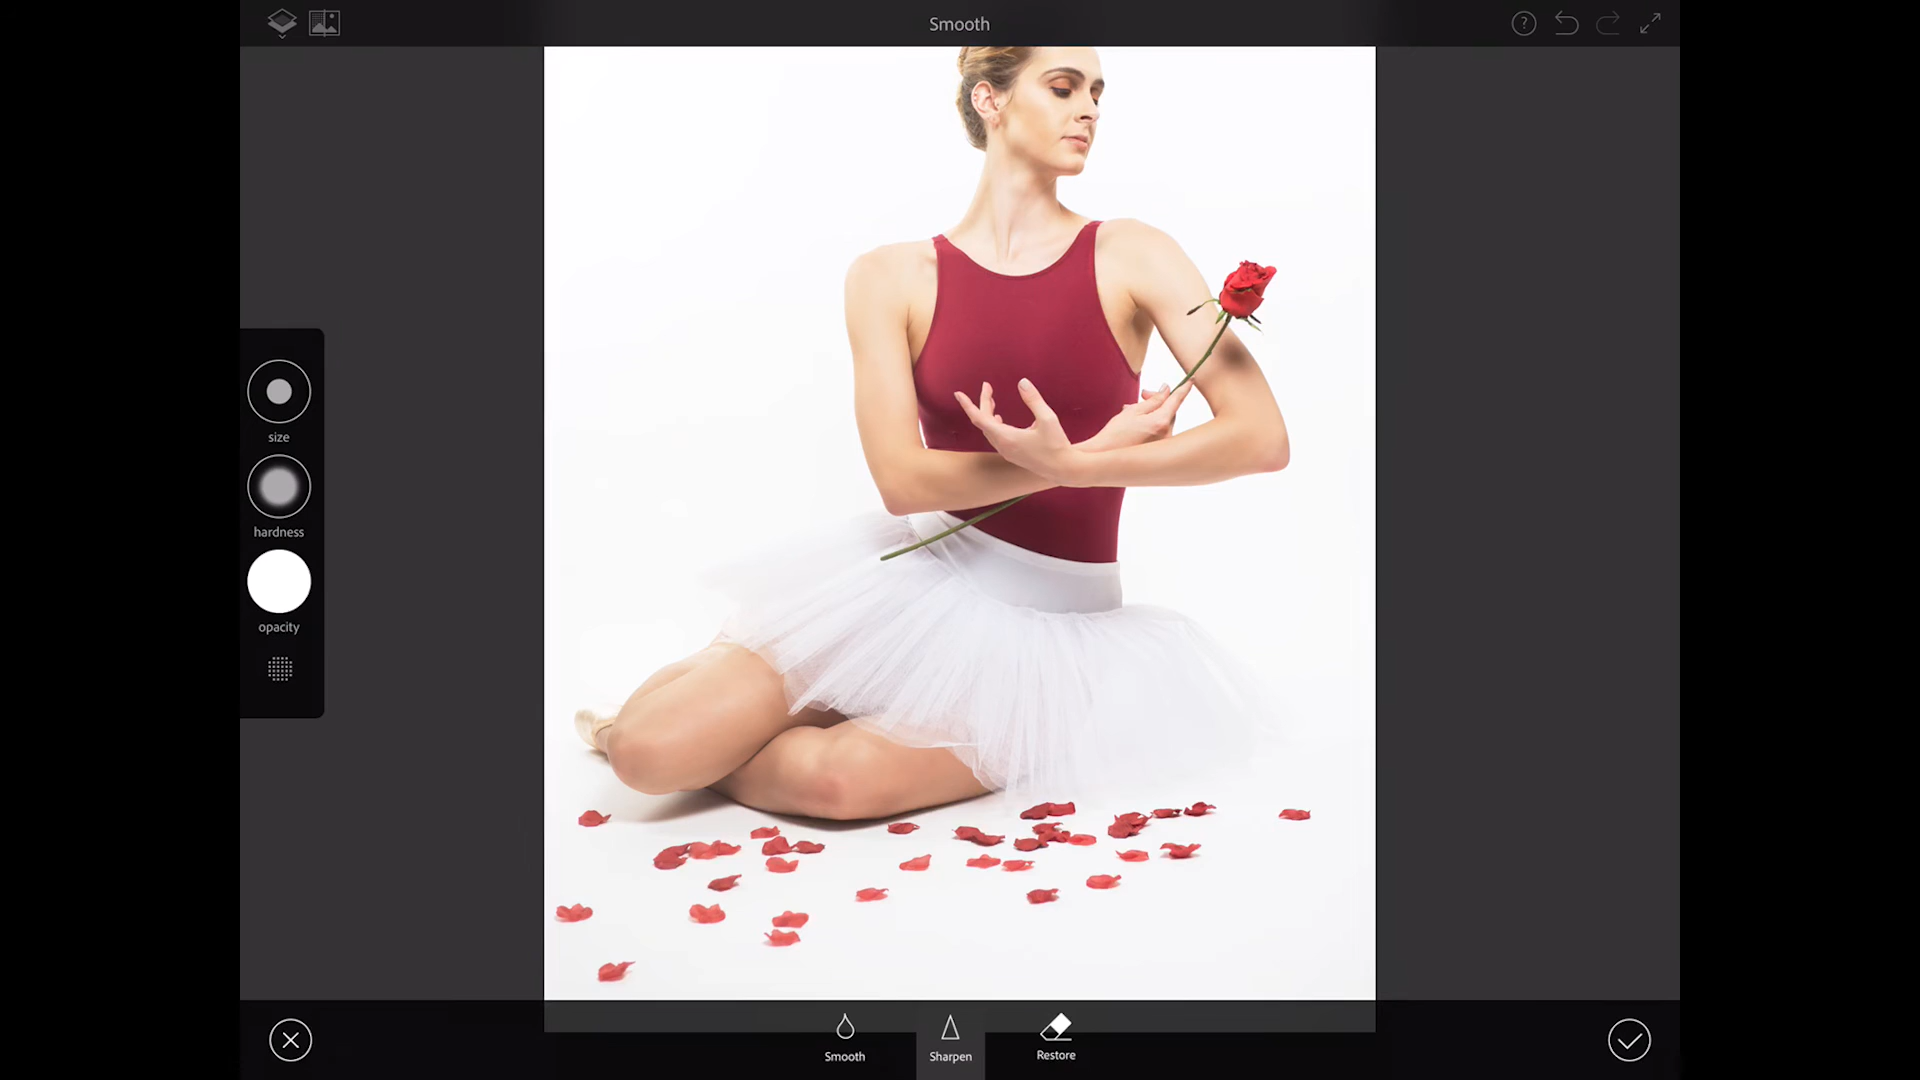 Smooth
?
size
hardness
opacity
Smooth
Sharpen
Restore